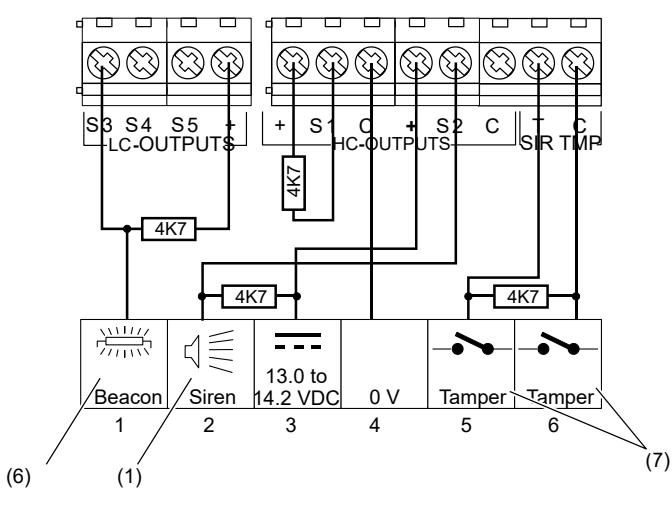 S3 S4 S5 + + S1 C + S2 C T C
LC-OUTPUTS HC-OUTPUTS SIR TMP
4K7
4K7
4K7 4K7
13.0 to
Beacon Siren 14.2 VDC 0 V Tamper Tamper
1 2 3 4 5 6
(6) (1) (7)